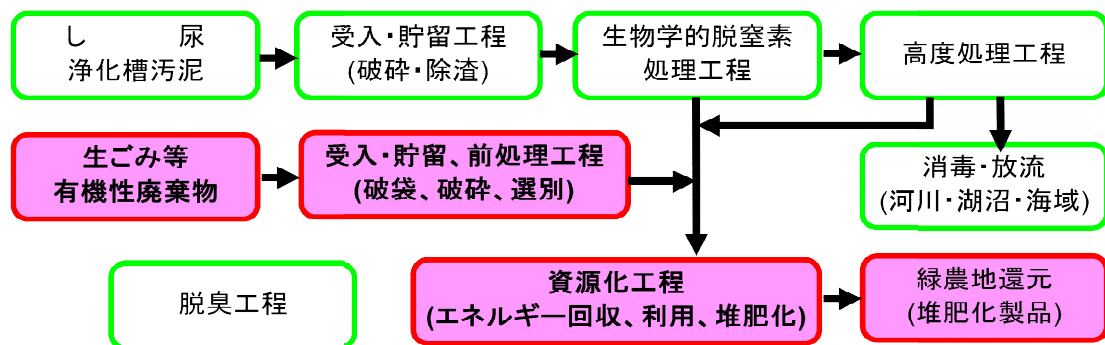 し　　　尿
浄化槽汚泥
受入・貯留工程
(破砕・除渣)
生物学的脱窒素
処理工程
高度処理工程
生ごみ等
有機性廃棄物
受入・貯留、前処理工程
(破袋、破砕、選別)
消毒・放流
(河川・湖沼・海域)
脱臭工程
資源化工程
(エネルギー回収、利用、堆肥化)
緑農地還元
(堆肥化製品)